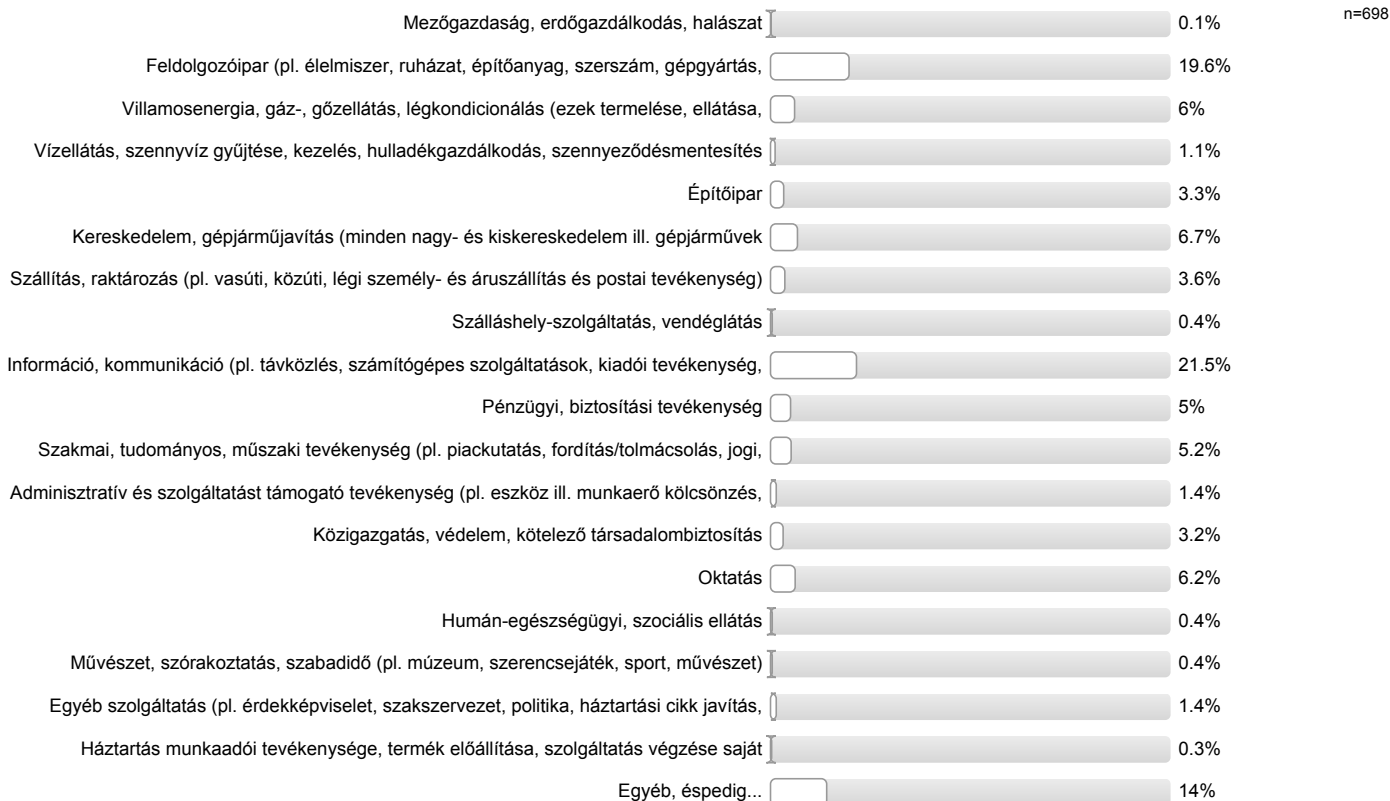 n=698
Mezőgazdaság, erdőgazdálkodás, halászat 0.1%
Feldolgozóipar (pl. élelmiszer, ruházat, építőanyag, szerszám, gépgyártás, 19.6%
Villamosenergia, gáz-, gőzellátás, légkondicionálás (ezek termelése, ellátása, 6%
Vízellátás, szennyvíz gyűjtése, kezelés, hulladékgazdálkodás, szennyeződésmentesítés 1.1%
Építőipar 3.3%
Kereskedelem, gépjárműjavítás (minden nagy- és kiskereskedelem ill. gépjárművek 6.7%
Szállítás, raktározás (pl. vasúti, közúti, légi személy- és áruszállítás és postai tevékenység) 3.6%
Szálláshely-szolgáltatás, vendéglátás 0.4%
Információ, kommunikáció (pl. távközlés, számítógépes szolgáltatások, kiadói tevékenység, 21.5%
Pénzügyi, biztosítási tevékenység 5%
Szakmai, tudományos, műszaki tevékenység (pl. piackutatás, fordítás/tolmácsolás, jogi, 5.2%
Adminisztratív és szolgáltatást támogató tevékenység (pl. eszköz ill. munkaerő kölcsönzés, 1.4%
Közigazgatás, védelem, kötelező társadalombiztosítás 3.2%
Oktatás 6.2%
Humán-egészségügyi, szociális ellátás 0.4%
Művészet, szórakoztatás, szabadidő (pl. múzeum, szerencsejáték, sport, művészet) 0.4%
Egyéb szolgáltatás (pl. érdekképviselet, szakszervezet, politika, háztartási cikk javítás, 1.4%
Háztartás munkaadói tevékenysége, termék előállítása, szolgáltatás végzése saját 0.3%
Egyéb, éspedig... 14%